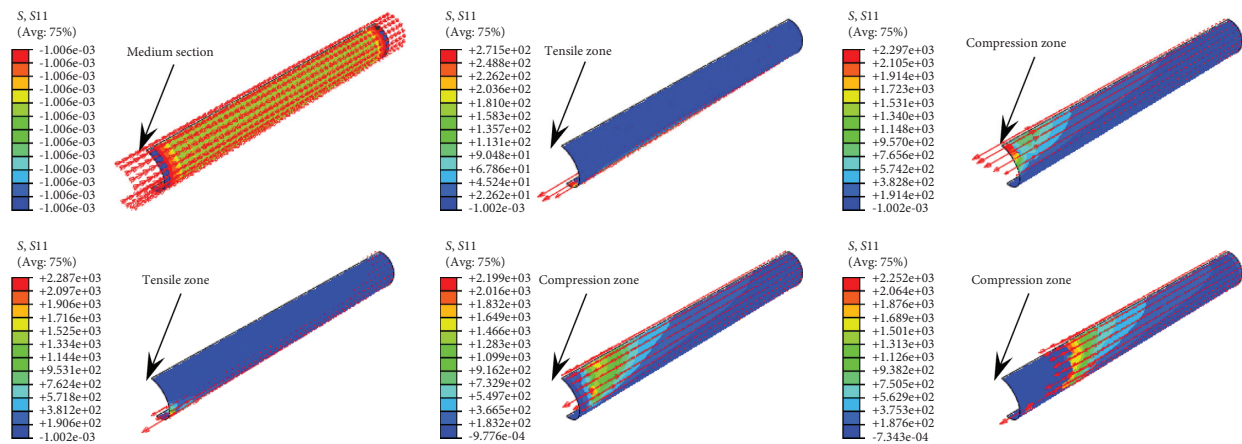 S, S11
(Avg: 75%)
-1.006e-03
-1.006e-03
-1.006e-03
-1.006e-03
-1.006e-03
-1.006e-03
-1.006e-03
-1.006e-03
-1.006e-03
-1.006e-03
-1.006e-03
-1.006e-03
-1.006e-03
Medium section
S, S11
(Avg: 75%)
+2.715e+02
+2.488e+02
+2.262e+02
+2.036e+02
+1.810e+02
+1.583e+02
+1.357e+02
+1.131e+02
+9.048e+01
+6.786e+01
+4.524e+01
+2.262e+01
-1.002e-03
Tensile zone
S, S11
(Avg: 75%)
+2.297e+03
+2.105e+03
+1.914e+03
+1.723e+03
+1.531e+03
+1.340e+03
+1.148e+03
+9.570e+02
+7.656e+02
+5.742e+02
+3.828e+02
+1.914e+02
-1.002e-03
Compression zone
S, S11
(Avg: 75%)
+2.287e+03
+2.097e+03
+1.906e+03
+1.716e+03
+1.525e+03
+1.334e+03
+1.144e+03
+9.531e+02
+7.624e+02
+5.718e+02
+3.812e+02
+1.906e+02
-1.002e-03
Tensile zone
S, S11
(Avg: 75%)
+2.199e+03
+2.016e+03
+1.832e+03
+1.649e+03
+1.466e+03
+1.283e+03
+1.099e+03
+9.162e+02
+7.329e+02
+5.497e+02
+3.665e+02
+1.832e+02
-9.776e-04
Compression zone
S, S11
(Avg: 75%)
+2.252e+03
+2.064e+03
+1.876e+03
+1.689e+03
+1.501e+03
+1.313e+03
+1.126e+03
+9.382e+02
+7.505e+02
+5.629e+02
+3.753e+02
+1.876e+02
-7.343e-04
Compression zone